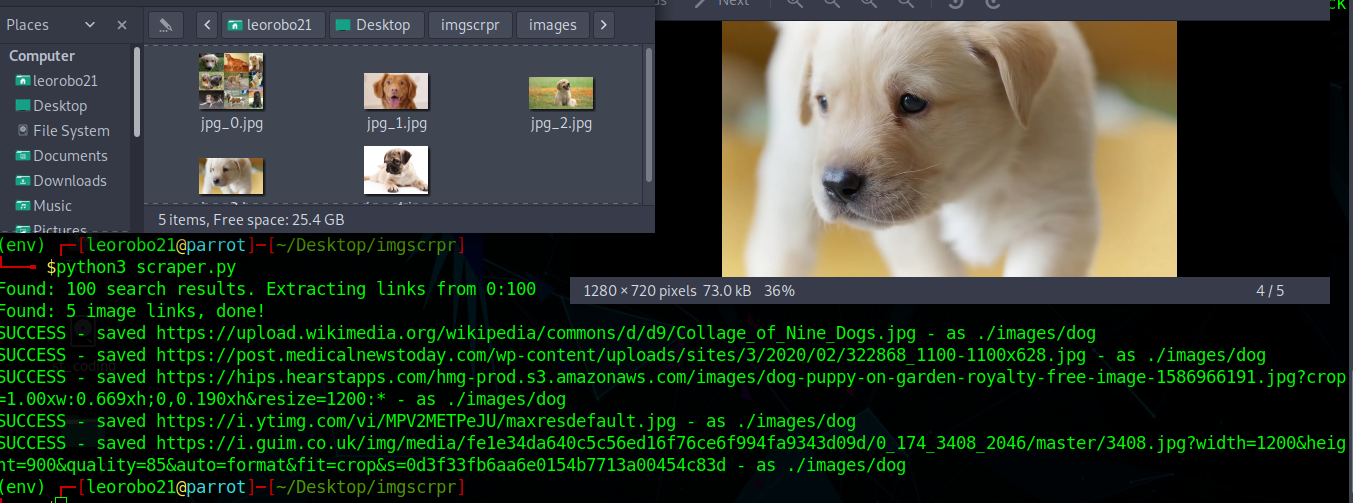 Places
leorobo21
Desktop
imgscrpr
images
Next
Computer
leorobo21
Desktop
File System
Documents
Downloads
Music
Pictures
jpg_0.jpg
jpg_1.jpg
jpg_2.jpg
5 items, Free space: 25.4 GB
1280 × 720 pixels 73.0 kB 36%
4 / 5
(env) ┌─[leorobo21@parrot]─[~/Desktop/imgscrpr]
└──╼ $python3 scraper.py
Found: 100 search results. Extracting links from 0:100
Found: 5 image links, done!
SUCCESS - saved https://upload.wikimedia.org/wikipedia/commons/d/d9/Collage_of_Nine_Dogs.jpg - as ./images/dog
SUCCESS - saved https://post.medicalnewstoday.com/wp-content/uploads/sites/3/2020/02/322868_1100-1100x628.jpg - as ./images/dog
SUCCESS - saved https://hips.hearstapps.com/hmg-prod.s3.amazonaws.com/images/dog-puppy-on-garden-royalty-free-image-1586966191.jpg?crop
=1.00xw:0.669xh;0,0.190xh&resize=1200:* - as ./images/dog
SUCCESS - saved https://i.ytimg.com/vi/MPV2METPeJU/maxresdefault.jpg - as ./images/dog
SUCCESS - saved https://i.guim.co.uk/img/media/fe1e34da640c5c56ed16f76ce6f994fa9343d09d/0_174_3408_2046/master/3408.jpg?width=1200&heig
ht=900&quality=85&auto=format&fit=crop&s=0d3f33fb6aa6e0154b7713a00454c83d - as ./images/dog
(env) ┌─[leorobo21@parrot]─[~/Desktop/imgscrpr]